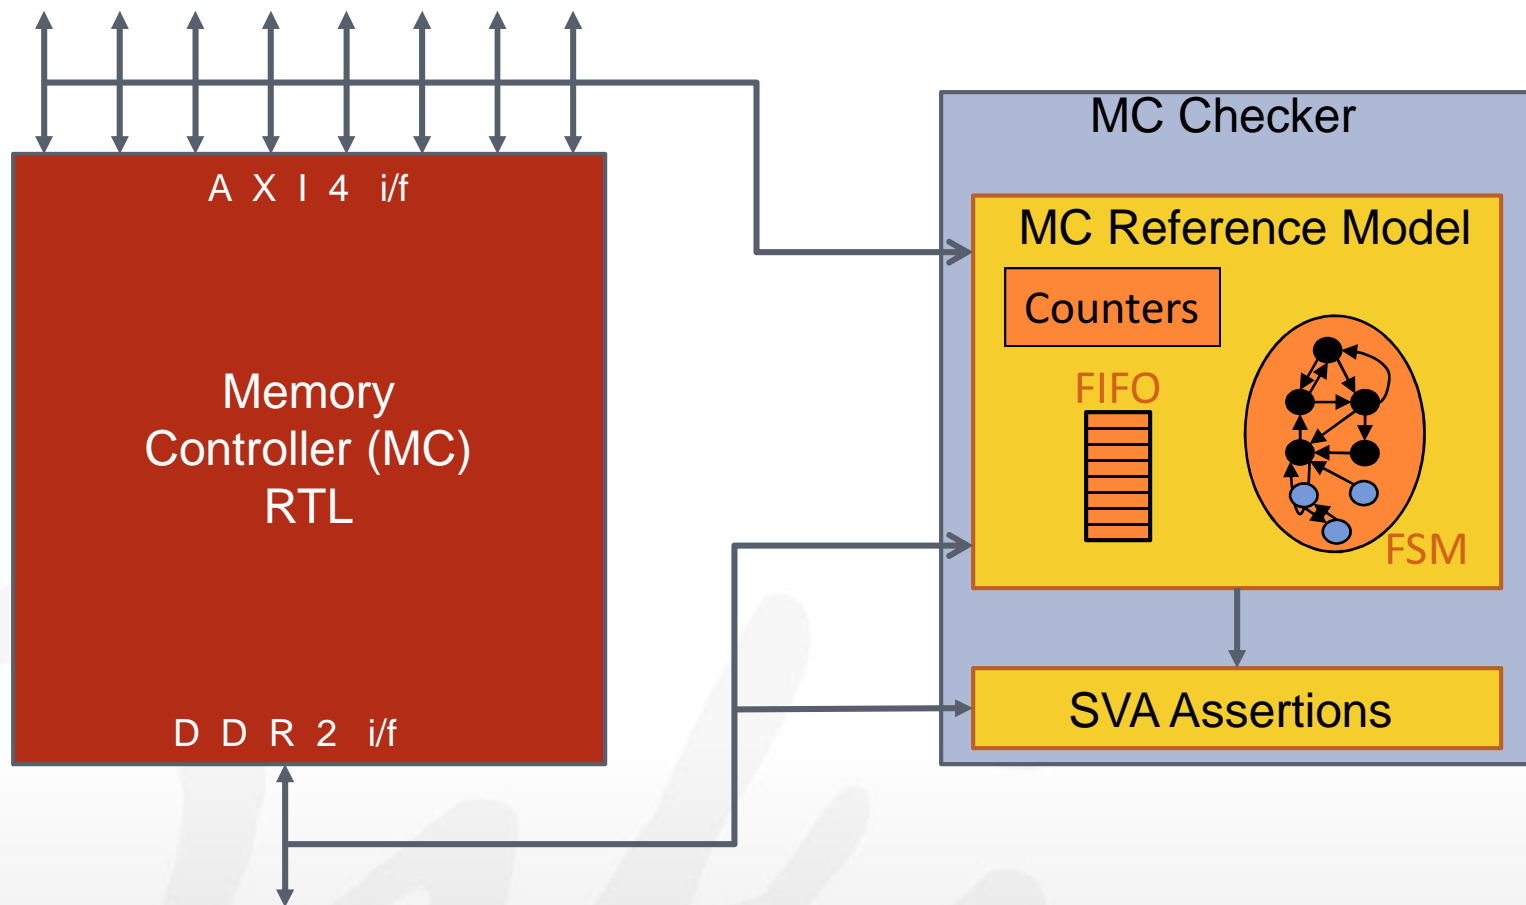 A X I 4 i/f
Memory
Controller (MC)
RTL
D D R 2 i/f
MC Checker
MC Reference Model
Counters
FIFO
FSM
SVA Assertions